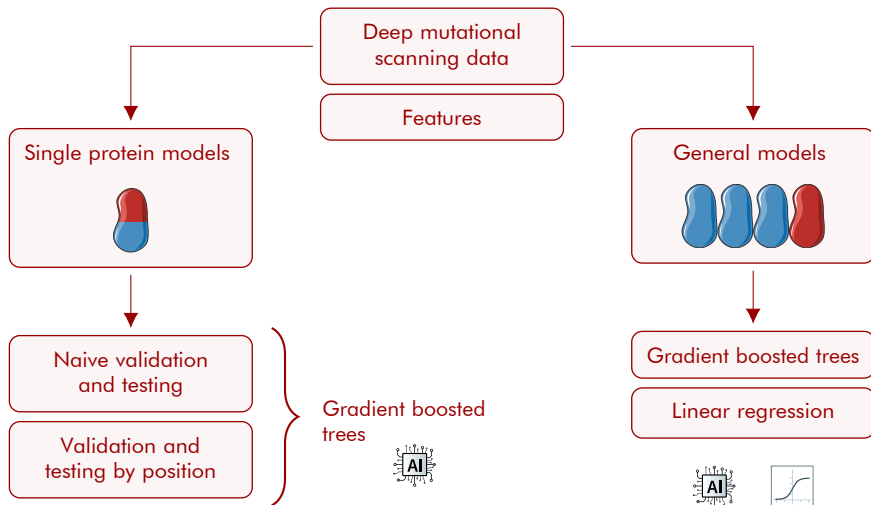 Deep mutational
scanning data
Features
Single protein models
General models
Naive validation
and testing
Validation and
testing by position
Gradient boosted
trees
AI
Gradient boosted trees
Linear regression
AI